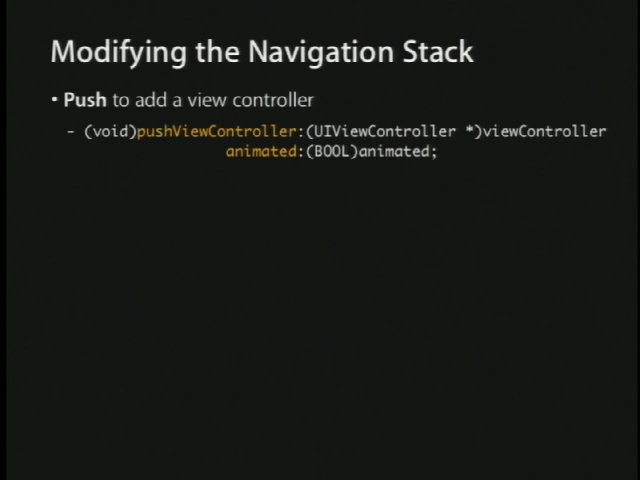 Modifying the Navigation Stack
• Push to add a view controller
- (void)pushViewController:(UIViewController *)viewController
animated:(BOOL)animated;